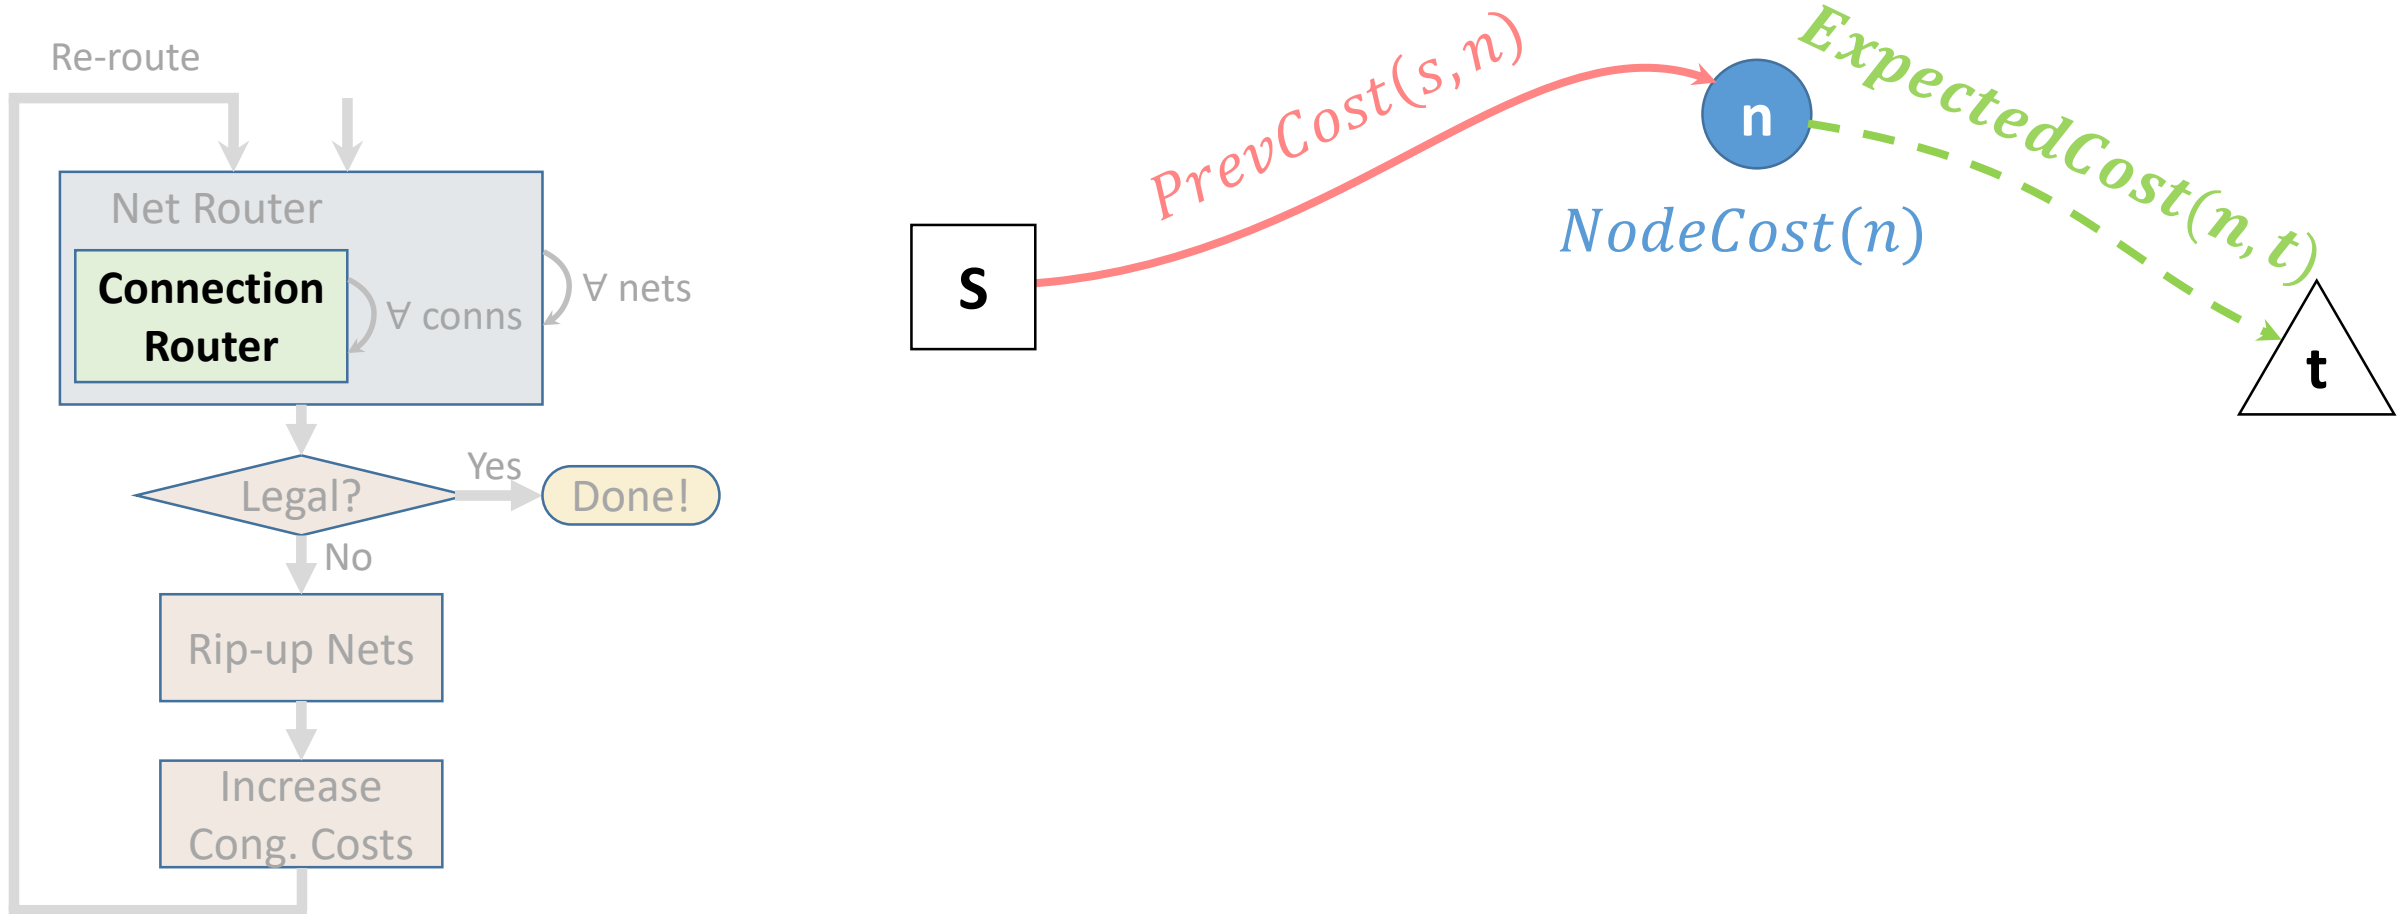 Re-route
Net Router
Connection
Router
∀ conns
∀ nets
Legal?
Yes
Done!
No
Rip-up Nets
Increase
Cong. Costs
S
PrevCost(s,n)
n
NodeCost(n)
ExpectedCost(n,t)
t